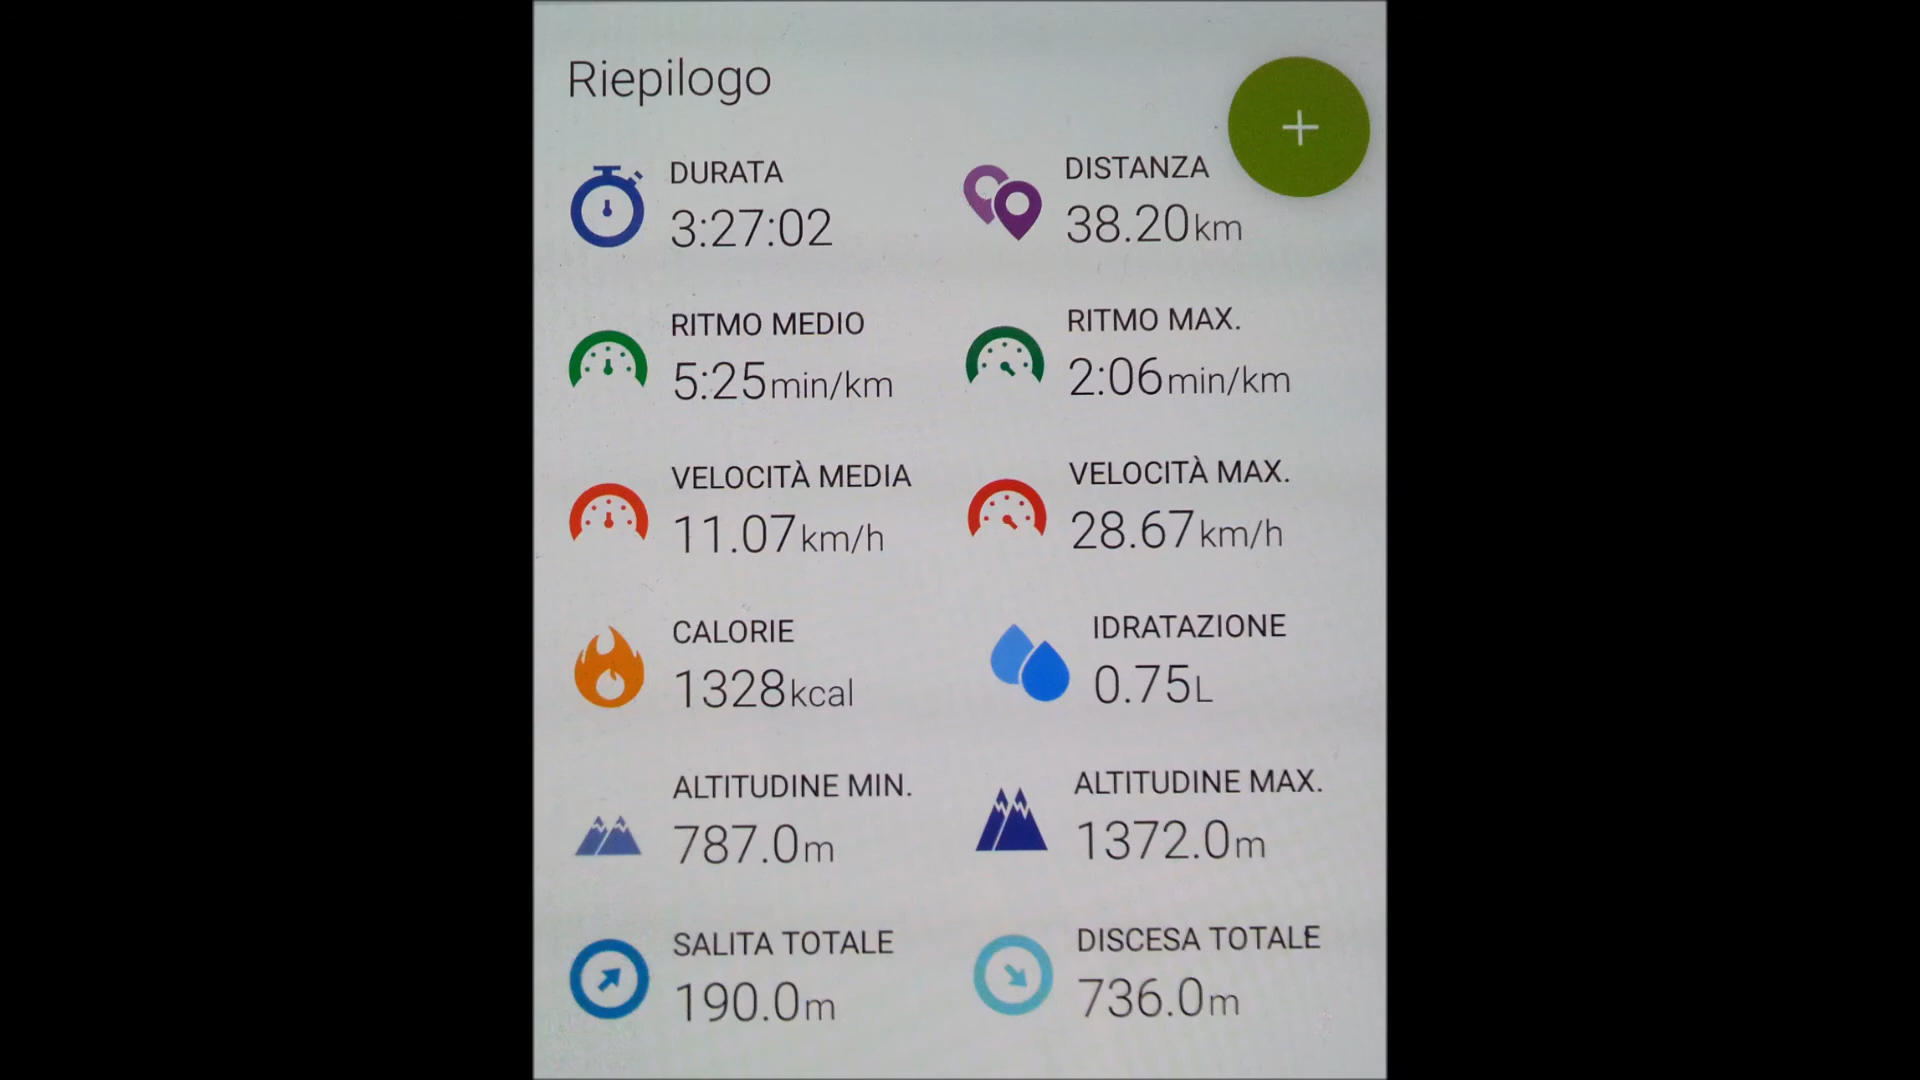 Riepilogo
+
DURATA
3:27:02
DISTANZA
38.20km
RITMO MEDIO
5:25min/km
RITMO MAX.
2:06min/km
VELOCITÀ MEDIA
11.07km/h
VELOCITÀ MAX.
28.67km/h
CALORIE
1328kcal
IDRATAZIONE
0.75L
ALTITUDINE MIN.
787.0m
ALTITUDINE MAX.
1372.0m
SALITA TOTALE
190.0m
DISCESA TOTALE
736.0m